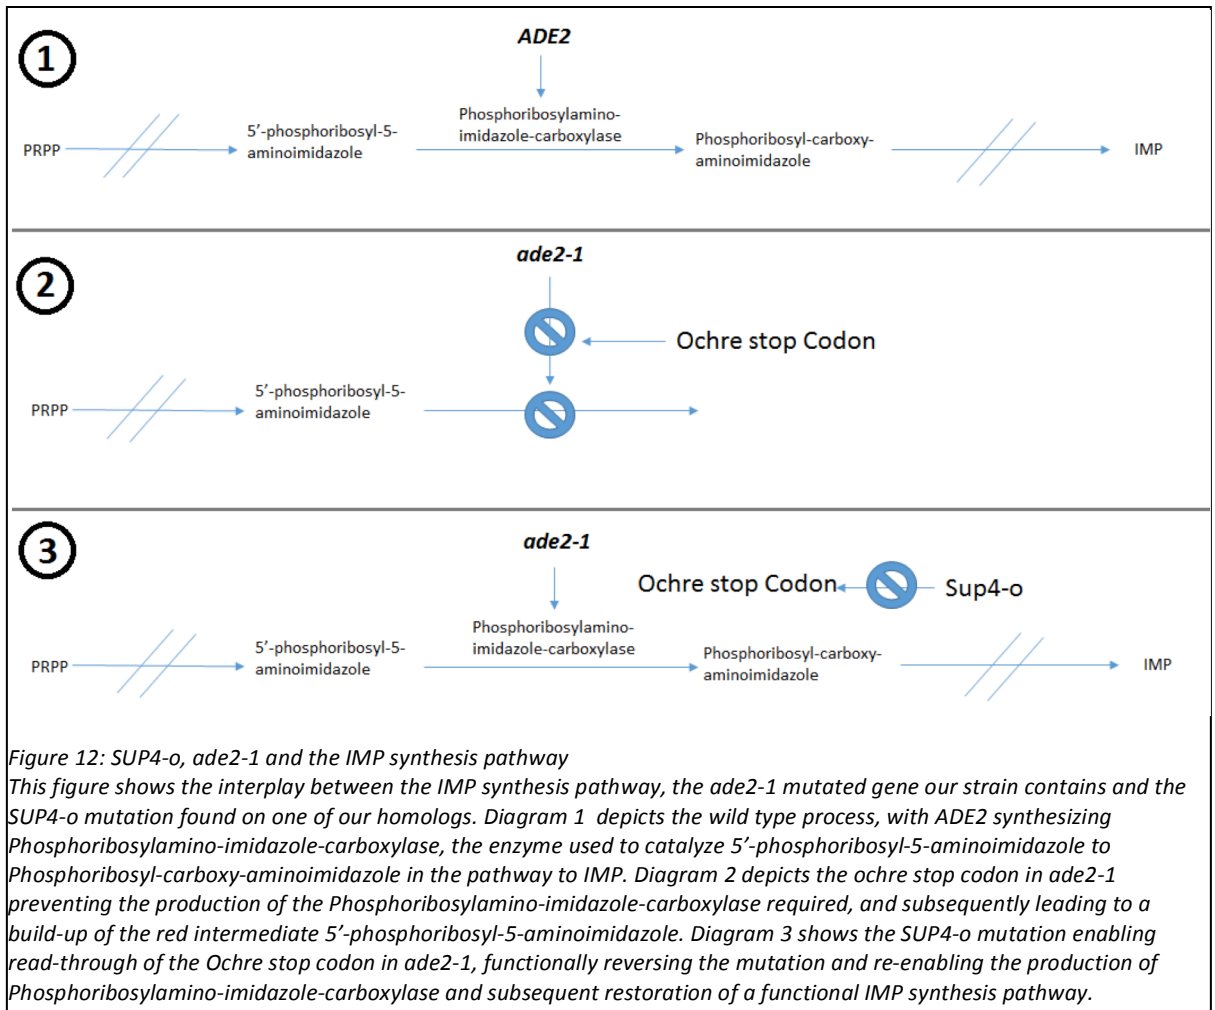 1
ADE2
PRPP
5'-phosphoribosyl-5-
aminoimidazole
Phosphoribosylamino-
imidazole-carboxylase
Phosphoribosyl-carboxy-
aminoimidazole
IMP
2
ade2-1
Ochre stop Codon
PRPP
5'-phosphoribosyl-5-
aminoimidazole
3
ade2-1
Ochre stop Codon
Sup4-o
PRPP
5'-phosphoribosyl-5-
aminoimidazole
Phosphoribosylamino-
imidazole-carboxylase
Phosphoribosyl-carboxy-
aminoimidazole
IMP
Figure 12: SUP4-o, ade2-1 and the IMP synthesis pathway
This figure shows the interplay between the IMP synthesis pathway, the ade2-1 mutated gene our strain contains and the
SUP4-o mutation found on one of our homologs. Diagram 1 depicts the wild type process, with ADE2 synthesizing
Phosphoribosylamino-imidazole-carboxylase, the enzyme used to catalyze 5'-phosphoribosyl-5-aminoimidazole to
Phosphoribosyl-carboxy-aminoimidazole in the pathway to IMP. Diagram 2 depicts the ochre stop codon in ade2-1
preventing the production of the Phosphoribosylamino-imidazole-carboxylase required, and subsequently leading to a
build-up of the red intermediate 5'-phosphoribosyl-5-aminoimidazole. Diagram 3 shows the SUP4-o mutation enabling
read-through of the Ochre stop codon in ade2-1, functionally reversing the mutation and re-enabling the production of
Phosphoribosylamino-imidazole-carboxylase and subsequent restoration of a functional IMP synthesis pathway.